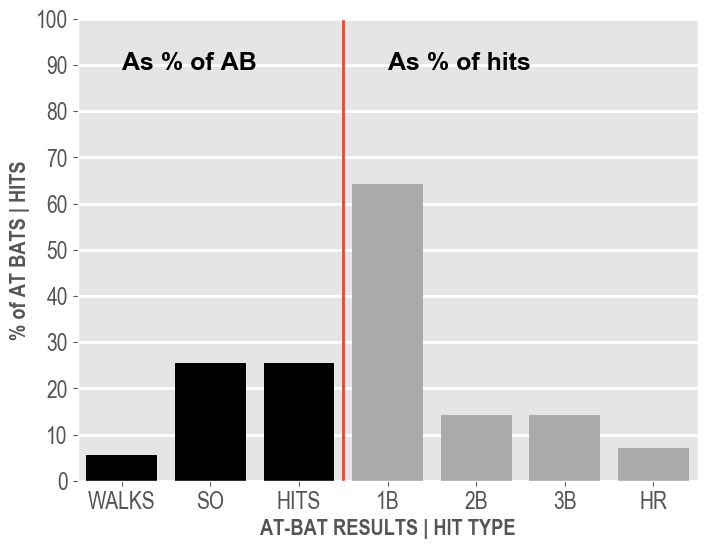 100
90
80
70
60
50
40
30
20
10
0
As % of AB
As % of hits
% of AT BATS | HITS
WALKS SO HITS 1B 2B 3B HR
AT-BAT RESULTS | HIT TYPE